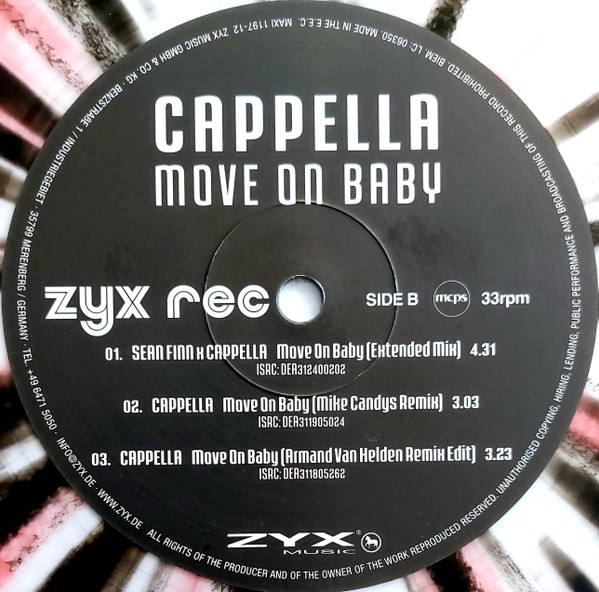 CAPPELLA
MOVE ON BABY
zyx rec
SIDE B mcps 33rpm
01. SEAN FINN x CAPPELLA Move On Baby (Extended Mix) 4.31
ISRC: DEA312400202
02. CAPPELLA Move On Baby (Mike Candys Remix) 3.03
ISRC: DEA311905024
03. CAPPELLA Move On Baby (Armand Van Helden Remix Edit) 3.23
ISRC: DEA311805262
ZYX®
MUSIC
ALL RIGHTS OF THE PRODUCER AND OF THE OWNER OF THE WORK REPRODUCED RESERVED. UNAUTHORISED COPYING, HIRING, LENDING, PUBLIC PERFORMANCE AND BROADCASTING OF THIS RECORD PROHIBITED. BIEM. LC: 06350. MADE IN THE E.E.C. MAXI 1197-12 ZYX MUSIC GMBH & CO. KG · BENZSTRAßE 1 / INDUSTRIEGEBIET · 35799 MERENBERG / GERMANY · TEL. +49 6471 5050 · INFO@ZYX.DE · WWW.ZYX.DE